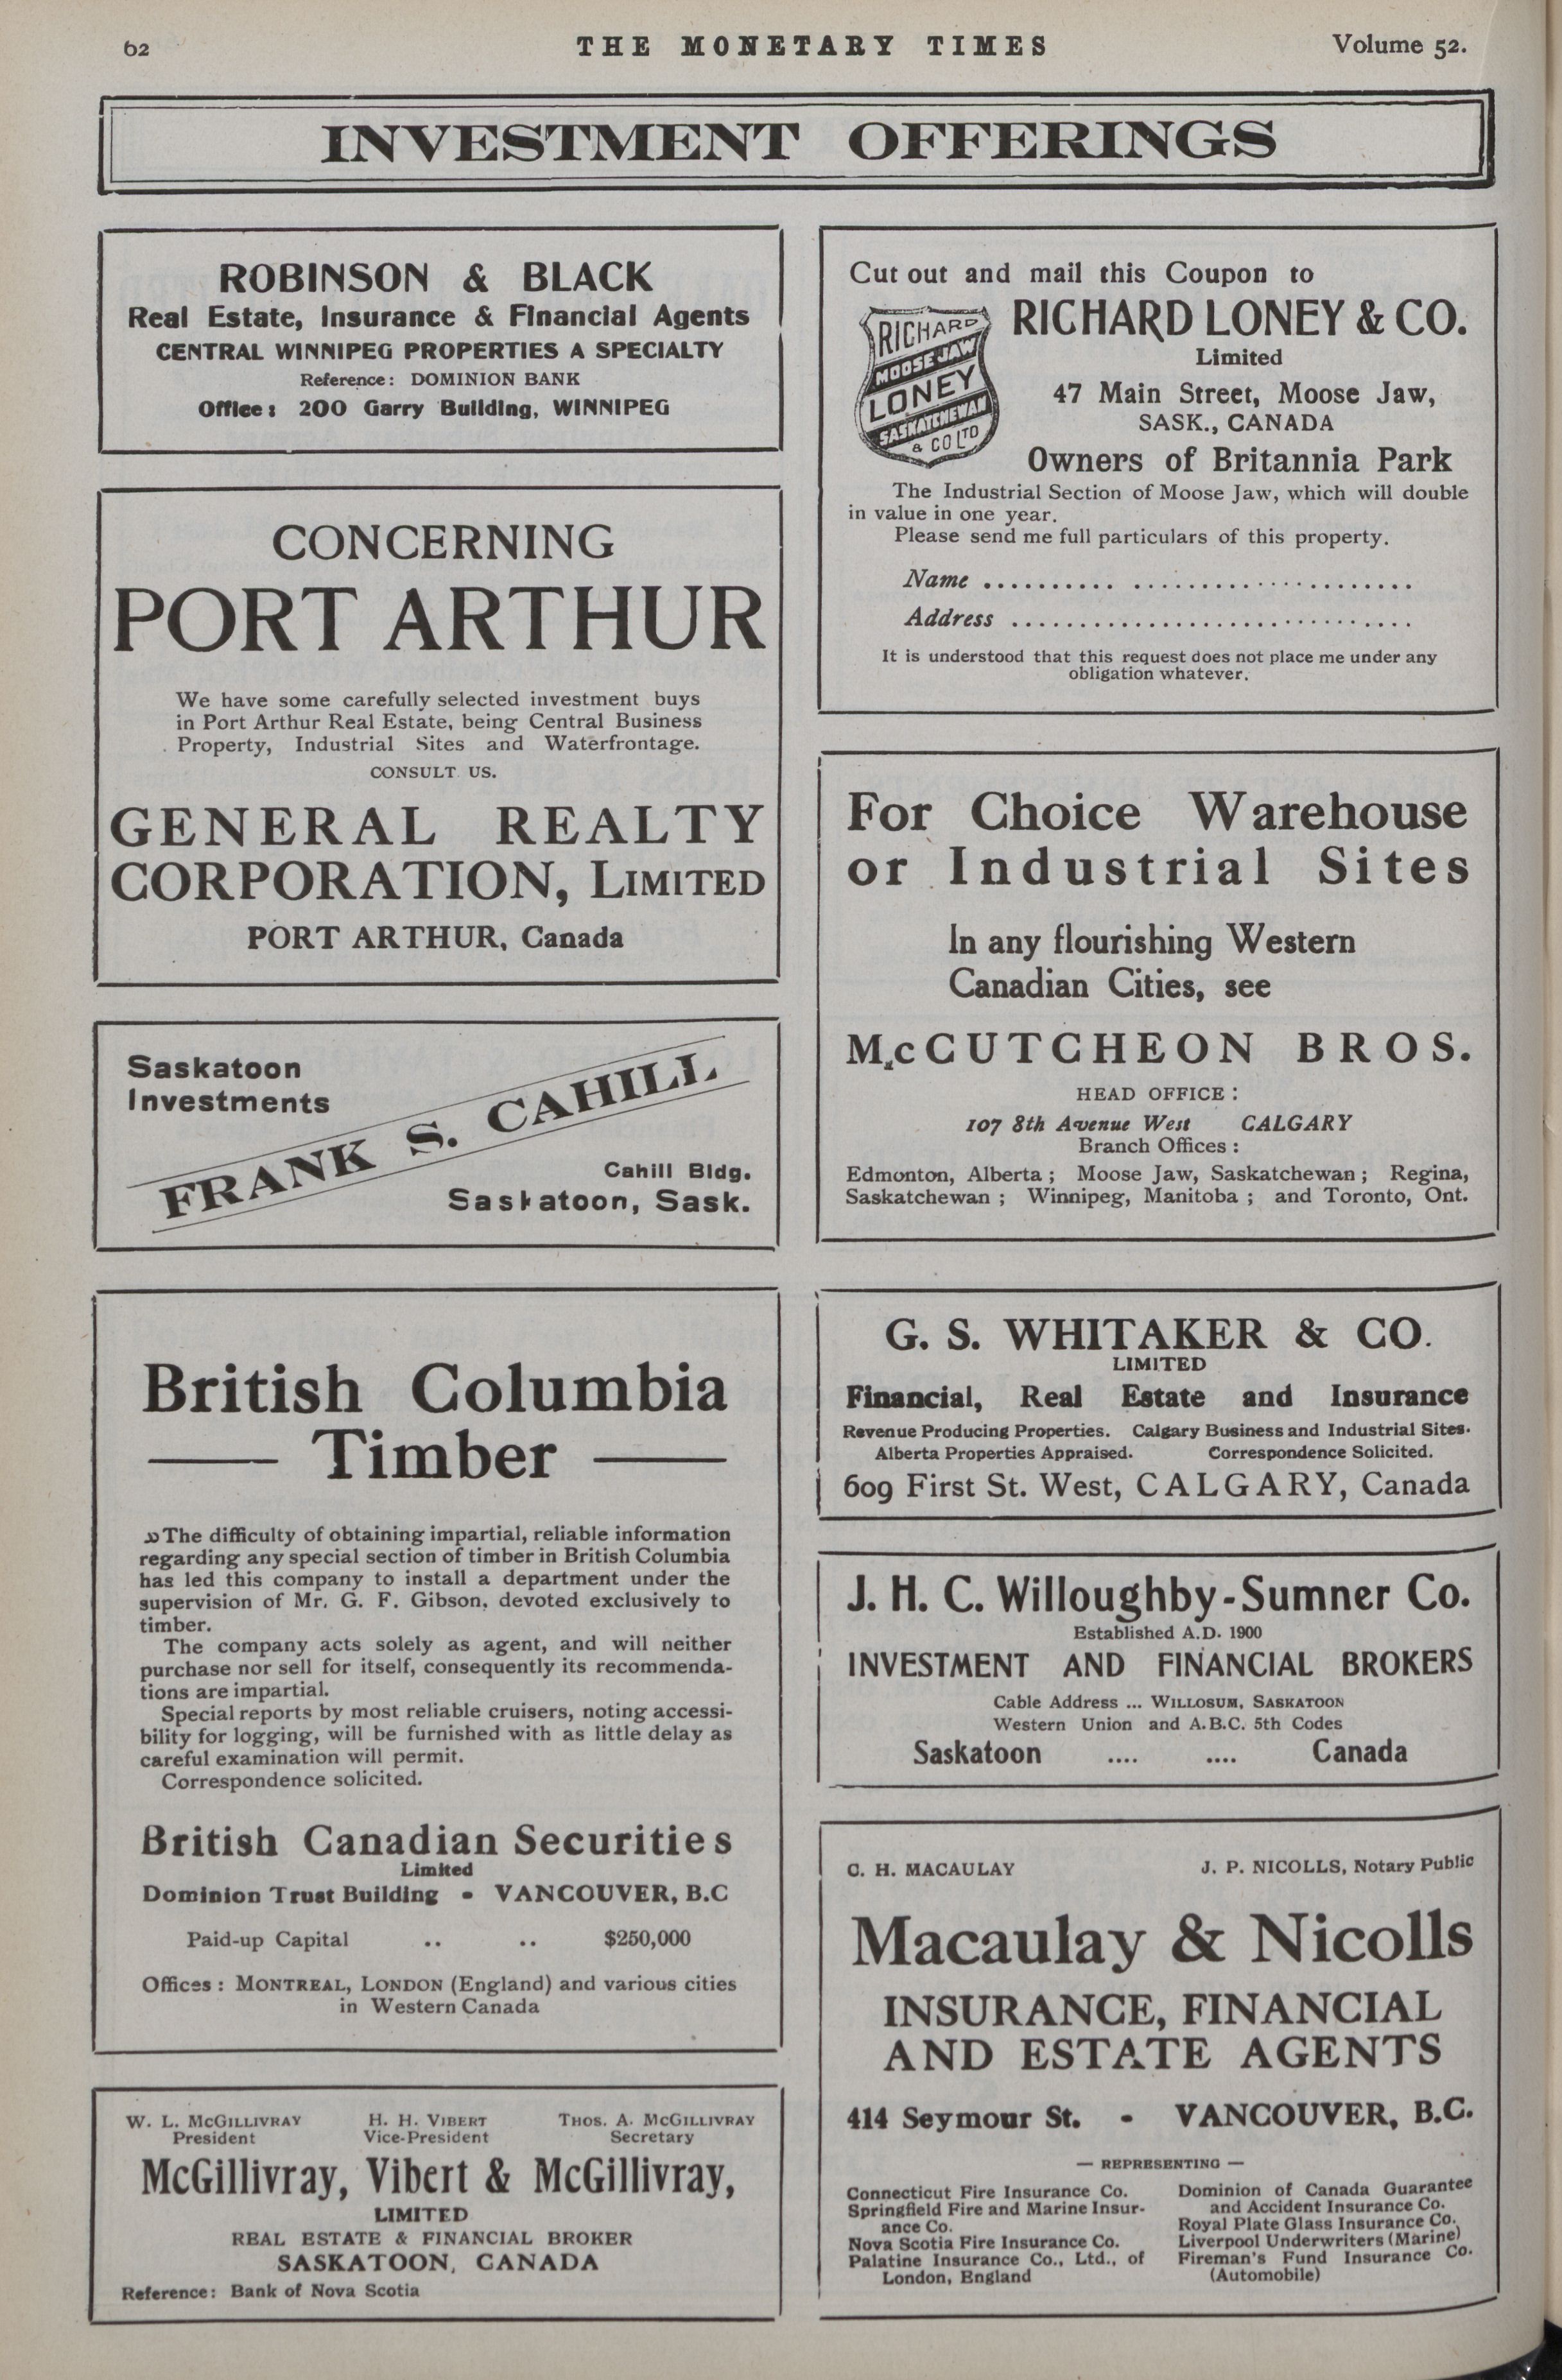 62
THE MONETARY TIMES
Volume 52.
INVESTMENT OFFERINGS
ROBINSON & BLACK
Real Estate, Insurance & Financial Agents
CENTRAL WINNIPEG PROPERTIES A SPECIALTY
Reference: DOMINION BANK
Office: 200 Garry Building, WINNIPEG
CONCERNING
PORT ARTHUR
We have some carefully selected investment buys
in Port Arthur Real Estate, being Central Business
Property, Industrial Sites and Waterfrontage.
CONSULT US.
GENERAL REALTY
CORPORATION, LIMITED
PORT ARTHUR, Canada
Saskatoon
Investments
FRANK S. CAHILL
Cahill Bldg.
Saskatoon, Sask.
British Columbia
Timber
The difficulty of obtaining impartial, reliable information
regarding any special section of timber in British Columbia
has led this company to install a department under the
supervision of Mr. G. F. Gibson, devoted exclusively to
timber.
The company acts solely as agent, and will neither
purchase nor sell for itself, consequently its recommenda-
tions are impartial.
Special reports by most reliable cruisers, noting accessi-
bility for logging, will be furnished with as little delay as
careful examination will permit.
Correspondence solicited.
British Canadian Securities
Limited
Dominion Trust Building - VANCOUVER, B.C
Paid-up Capital .. .. $250,000
Offices: MONTREAL, LONDON (England) and various cities
in Western Canada
W. L. McGILLIVRAY H. H. VIBERT THOS. A. McGILLIVRAY
President Vice-President Secretary
McGillivray, Vibert & McGillivray,
LIMITED
REAL ESTATE & FINANCIAL BROKER
SASKATOON, CANADA
Reference: Bank of Nova Scotia
Cut out and mail this Coupon to
RICHARD
MOOSE JAW
LONEY
SASKATCHEWAN
& CO LTD
RICHARD LONEY & CO.
Limited
47 Main Street, Moose Jaw,
SASK., CANADA
Owners of Britannia Park
The Industrial Section of Moose Jaw, which will double
in value in one year.
Please send me full particulars of this property.
Name .......... .....................
Address ..............................
It is understood that this request does not place me under any
obligation whatever.
For Choice Warehouse
or Industrial Sites
In any flourishing Western
Canadian Cities, see
McCUTCHEON BROS.
HEAD OFFICE:
107 8th Avenue West CALGARY
Branch Offices:
Edmonton, Alberta; Moose Jaw, Saskatchewan; Regina,
Saskatchewan; Winnipeg, Manitoba; and Toronto, Ont.
G. S. WHITAKER & CO.
LIMITED
Financial, Real Estate and Insurance
Revenue Producing Properties. Calgary Business and Industrial Sites.
Alberta Properties Appraised. Correspondence Solicited.
609 First St. West, CALGARY, Canada
J. H. C. Willoughby-Sumner Co.
Established A.D. 1900
INVESTMENT AND FINANCIAL BROKERS
Cable Address ... WILLOSUM, SASKATOON
Western Union and A.B.C. 5th Codes
Saskatoon .... .... Canada
C. H. MACAULAY J. P. NICOLLS, Notary Public
Macaulay & Nicolls
INSURANCE, FINANCIAL
AND ESTATE AGENTS
414 Seymour St. - VANCOUVER, B.C.
— REPRESENTING —
Connecticut Fire Insurance Co.
Springfield Fire and Marine Insur-
ance Co.
Nova Scotia Fire Insurance Co.
Palatine Insurance Co., Ltd., of
London, England
Dominion of Canada Guarantee
and Accident Insurance Co.
Royal Plate Glass Insurance Co.
Liverpool Underwriters (Marine)
Fireman's Fund Insurance Co.
(Automobile)